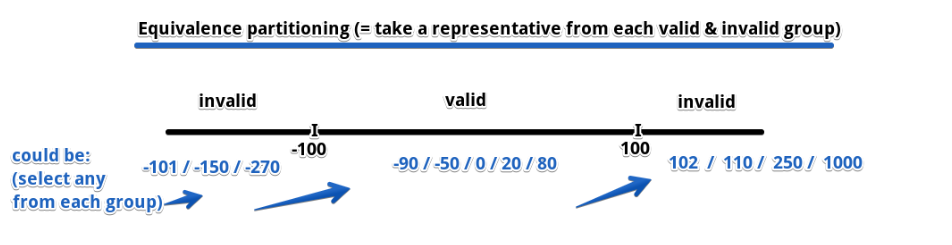 Equivalence partitioning (= take a representative from each valid & invalid group)
invalid
valid
invalid
-100
100
could be:
(select any
from each group)
-101 / -150 / -270
-90 / -50 / 0 / 20 / 80
102 / 110 / 250 / 1000